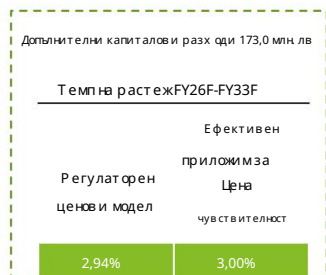 Допълнителни капиталови разходи 173,0 млн. лв
Темп на растеж FY26F-FY33F
Ефективен
приложим за
Регулаторен
Цена
ценови модел
чувствителност
2,94%
3,00%